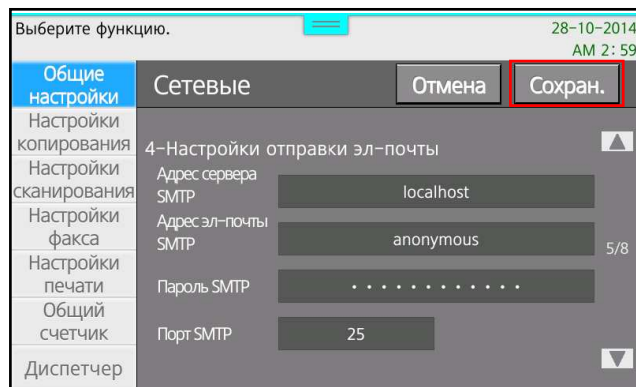 Выберите функцию.
28-10-2014
AM 2:59
Общие
настройки
Настройки
копирования
Настройки
сканирования
Настройки
факса
Настройки
печати
Общий
счетчик
Диспетчер
Сетевые
Отмена
Сохран.
4-Настройки отправки эл-почты
Адрес сервера
SMTP
localhost
Адрес эл-почты
SMTP
anonymous
5/8
Пароль SMTP
• • • • • • • • • • • •
Порт SMTP
25